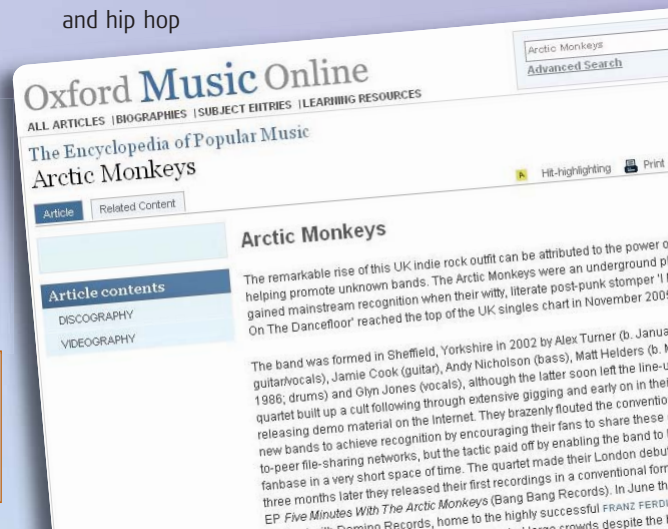 and hip hop
Arctic Monkeys
Advanced Search
Oxford Music Online
ALL ARTICLES | BIOGRAPHIES | SUBJECT ENTRIES | LEARNING RESOURCES
The Encyclopedia of Popular Music
Arctic Monkeys
Hit-highlighting Print
Article Related Content
Article contents
DISCOGRAPHY
VIDEOGRAPHY
Arctic Monkeys
The remarkable rise of this UK indie rock outfit can be attributed to the power
helping promote unknown bands. The Arctic Monkeys were an underground
gained mainstream recognition when their witty, literate post-punk stomper 'I
On The Dancefloor' reached the top of the UK singles chart in November
The band was formed in Sheffield, Yorkshire in 2002 by Alex Turner (b.
guitar/vocals), Jamie Cook (guitar), Andy Nicholson (bass), Matt Helders (b.
1986; drums) and Glyn Jones (vocals), although the latter soon left the
quartet built up a cult following through extensive gigging and early on in
releasing demo material on the Internet. They brazenly flouted the
new bands to achieve recognition by encouraging their fans to share these
to-peer file-sharing networks, but the tactic paid off by enabling the band to
fanbase in a very short space of time. The quartet made their London
three months later they released their first recordings in a conventional
EP Five Minutes With The Arctic Monkeys (Bang Bang Records). In June
Domino Records, home to the highly successful FRANZ
large crowds despite the